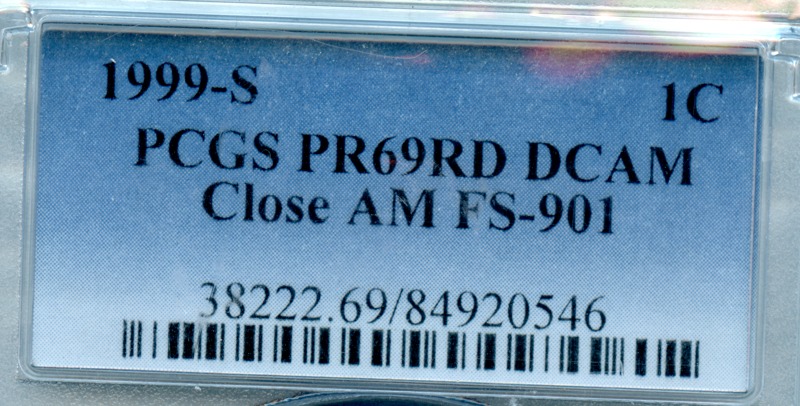 1999-S 1C
PCGS PR69RD DCAM
Close AM FS-901
38222.69/84920546